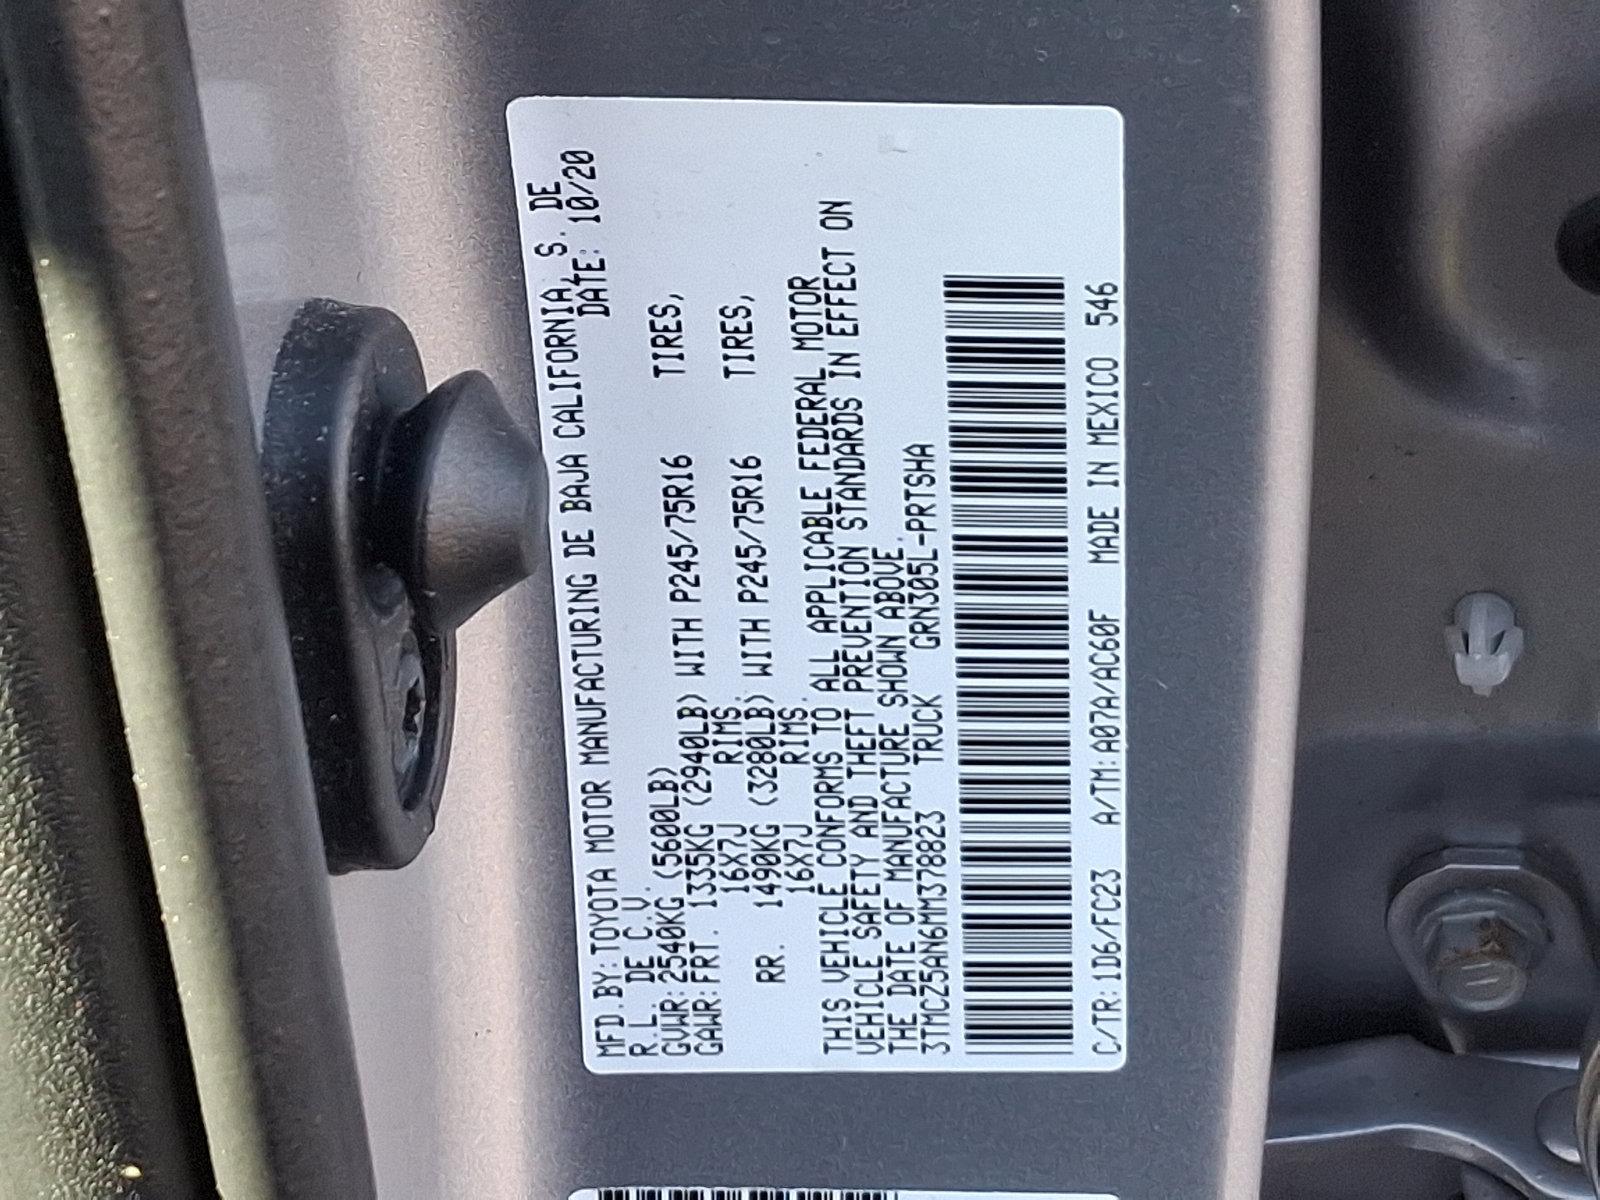 MFD.BY:TOYOTA MOTOR MANUFACTURING DE BAJA CALIFORNIA, S. DE
R.L. DE C.V. DATE: 10/20
GVWR:2540KG (5600LB)
GAWR:FRT. 1335KG (2940LB) WITH P245/75R16 TIRES,
16X7J RIMS.
RR. 1490KG (3280LB) WITH P245/75R16 TIRES,
16X7J RIMS.
THIS VEHICLE CONFORMS TO ALL APPLICABLE FEDERAL MOTOR
VEHICLE SAFETY AND THEFT PREVENTION STANDARDS IN EFFECT ON
THE DATE OF MANUFACTURE SHOWN ABOVE.
3TMCZ5AN6MM378823 TRUCK GRN305L-PRTSHA
C/TR:1D6/FC23 A/TM:A07A/AC60F MADE IN MEXICO 546